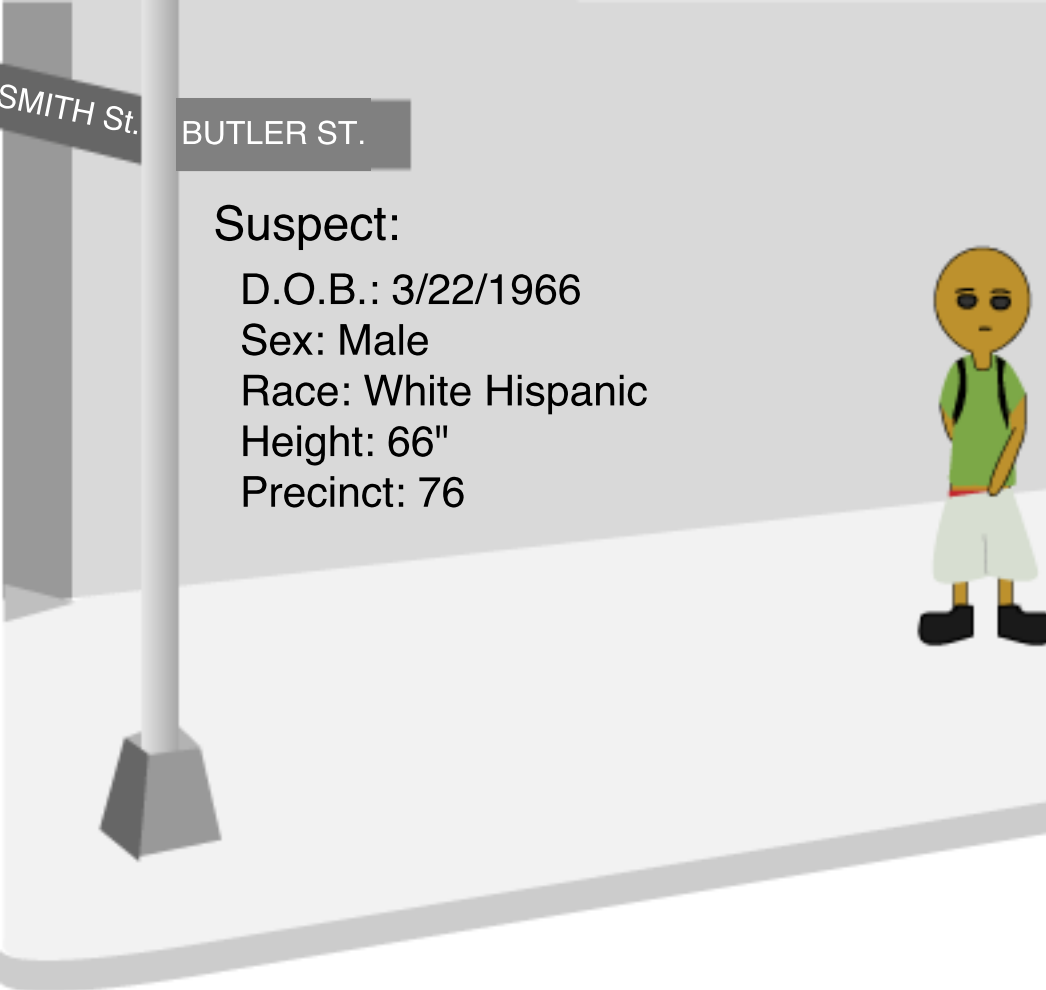 SMITH St.
BUTLER ST.
Suspect:
D.O.B.: 3/22/1966
Sex: Male
Race: White Hispanic
Height: 66"
Precinct: 76